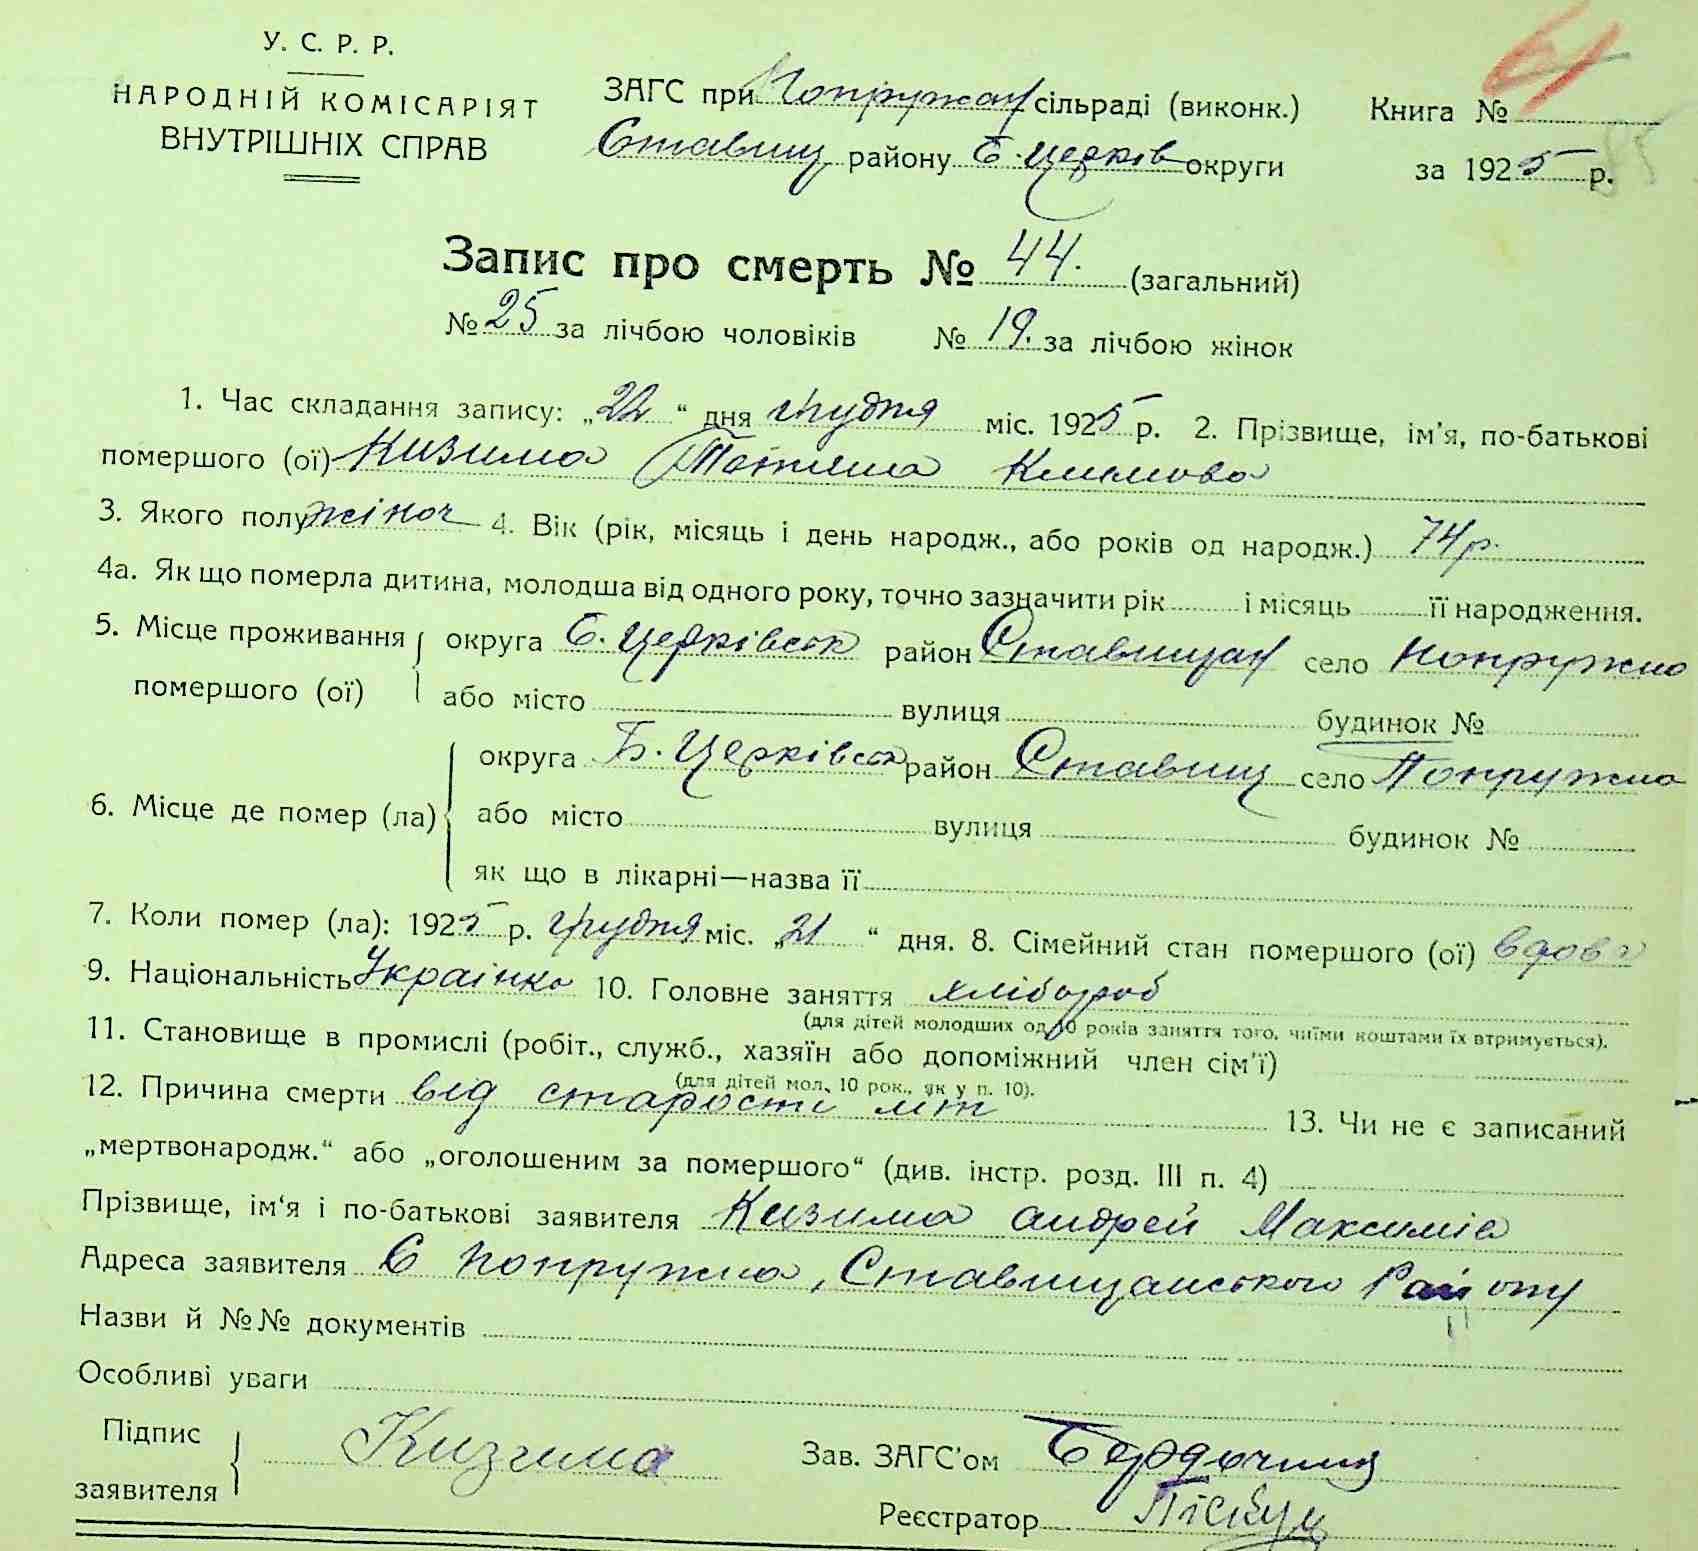 У. С. Р. Р.
НАРОДНІЙ КОМІСАРІЯТ
ВНУТРІШНІХ СПРАВ
ЗАГС при Попружан сільраді (виконк.) Книга №
Ставищ району Б. Церків округи за 1925 р.
Запис про смерть № 44. (загальний)
№ 25 за лічбою чоловіків № 19. за лічбою жінок
1. Час складання запису: „22“ дня грудня міс. 1925 р. 2. Прізвище, ім'я, по-батькові
помершого (ої) Кизима Тетяна Климова
3. Якого полу жіноч 4. Вік (рік, місяць і день народж., або років од народж.) 74 р.
4а. Як що померла дитина, молодша від одного року, точно зазначити рік і місяць її народження.
5. Місце проживання округа Б. Церківськ район Ставищан село Попружна
помершого (ої) або місто вулиця будинок №
округа Б. Церківськ район Ставищ село Попружна
6. Місце де помер (ла) або місто вулиця будинок №
як що в лікарні—назва її
7. Коли помер (ла): 1925 р. грудня міс. „21“ дня. 8. Сімейний стан помершого (ої) вдова
9. Національність Украінка 10. Головне заняття хлібороб
(для дітей молодших од 10 років заняття того, чиїми коштами їх втримується).
11. Становище в промислі (робіт., служб., хазяїн або допоміжний член сім'ї)
(для дітей мол. 10 рок., як у п. 10).
12. Причина смерти від старости літ 13. Чи не є записаний
„мертвонародж.“ або „оголошеним за помершого“ (див. інстр. розд. III п. 4)
Прізвище, ім'я і по-батькові заявителя Кизима Андрей Максимів
Адреса заявителя С Попружна, Ставищанського Району
Назви й №№ документів
Особливі уваги
Підпис заявителя Кизима Зав. ЗАГС'ом
Реєстратор